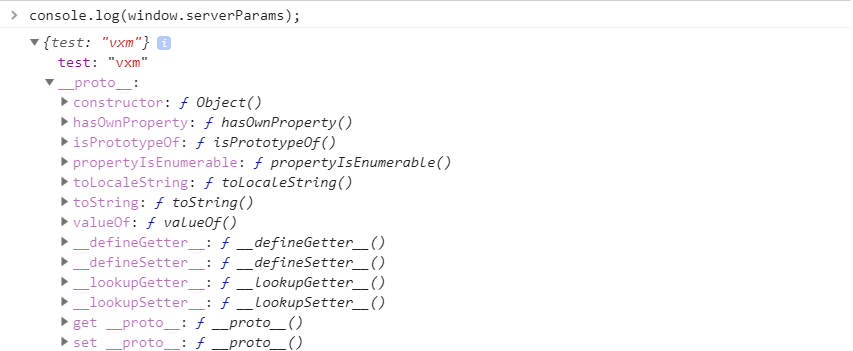 console.log(window.serverParams);
{test: "vxm"} i
test: "vxm"
__proto__:
constructor: ƒ Object()
hasOwnProperty: ƒ hasOwnProperty()
isPrototypeOf: ƒ isPrototypeOf()
propertyIsEnumerable: ƒ propertyIsEnumerable()
toLocaleString: ƒ toLocaleString()
toString: ƒ toString()
valueOf: ƒ valueOf()
__defineGetter__: ƒ __defineGetter__()
__defineSetter__: ƒ __defineSetter__()
__lookupGetter__: ƒ __lookupGetter__()
__lookupSetter__: ƒ __lookupSetter__()
get __proto__: ƒ __proto__()
set __proto__: ƒ __proto__()